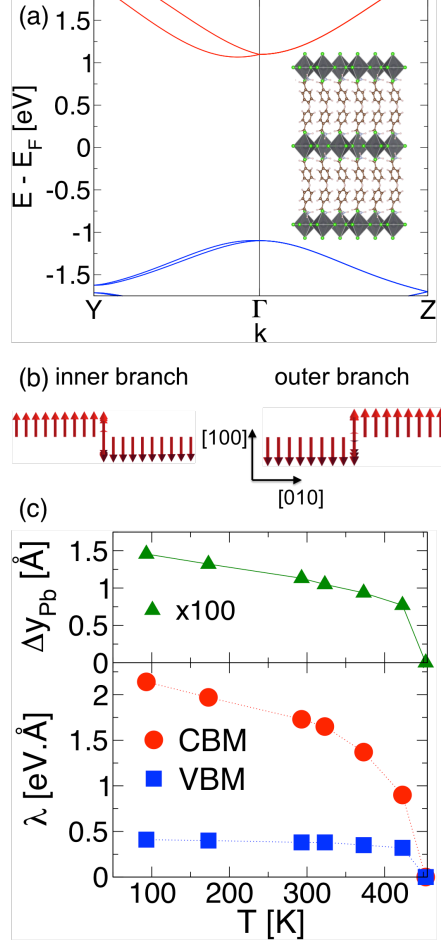 (a)
E - E_F [eV]
1.5
1
0.5
0
-0.5
-1
-1.5
Y Γ Z
k
(b) inner branch outer branch
[100]
[010]
(c)
Δy_Pb [Å]
1.5
1
0.5
0
x100
λ [eV.Å]
2
1.5
1
0.5
0
CBM
VBM
100 200 300 400
T [K]